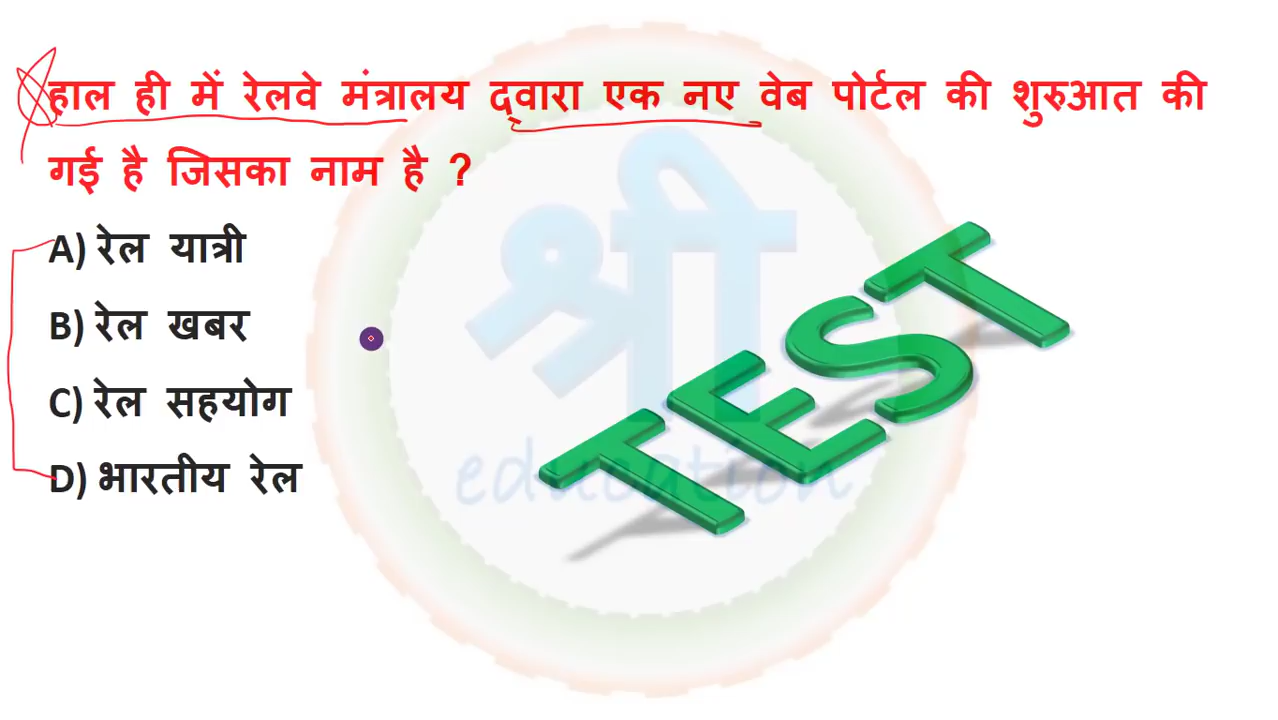 हाल ही में रेलवे मंत्रालय द्वारा एक नए वेब पोर्टल की शुरुआत की
गई है जिसका नाम है ?
A) रेल यात्री
B) रेल खबर
C) रेल सहयोग
D) भारतीय रेल
TEST
श्री
education